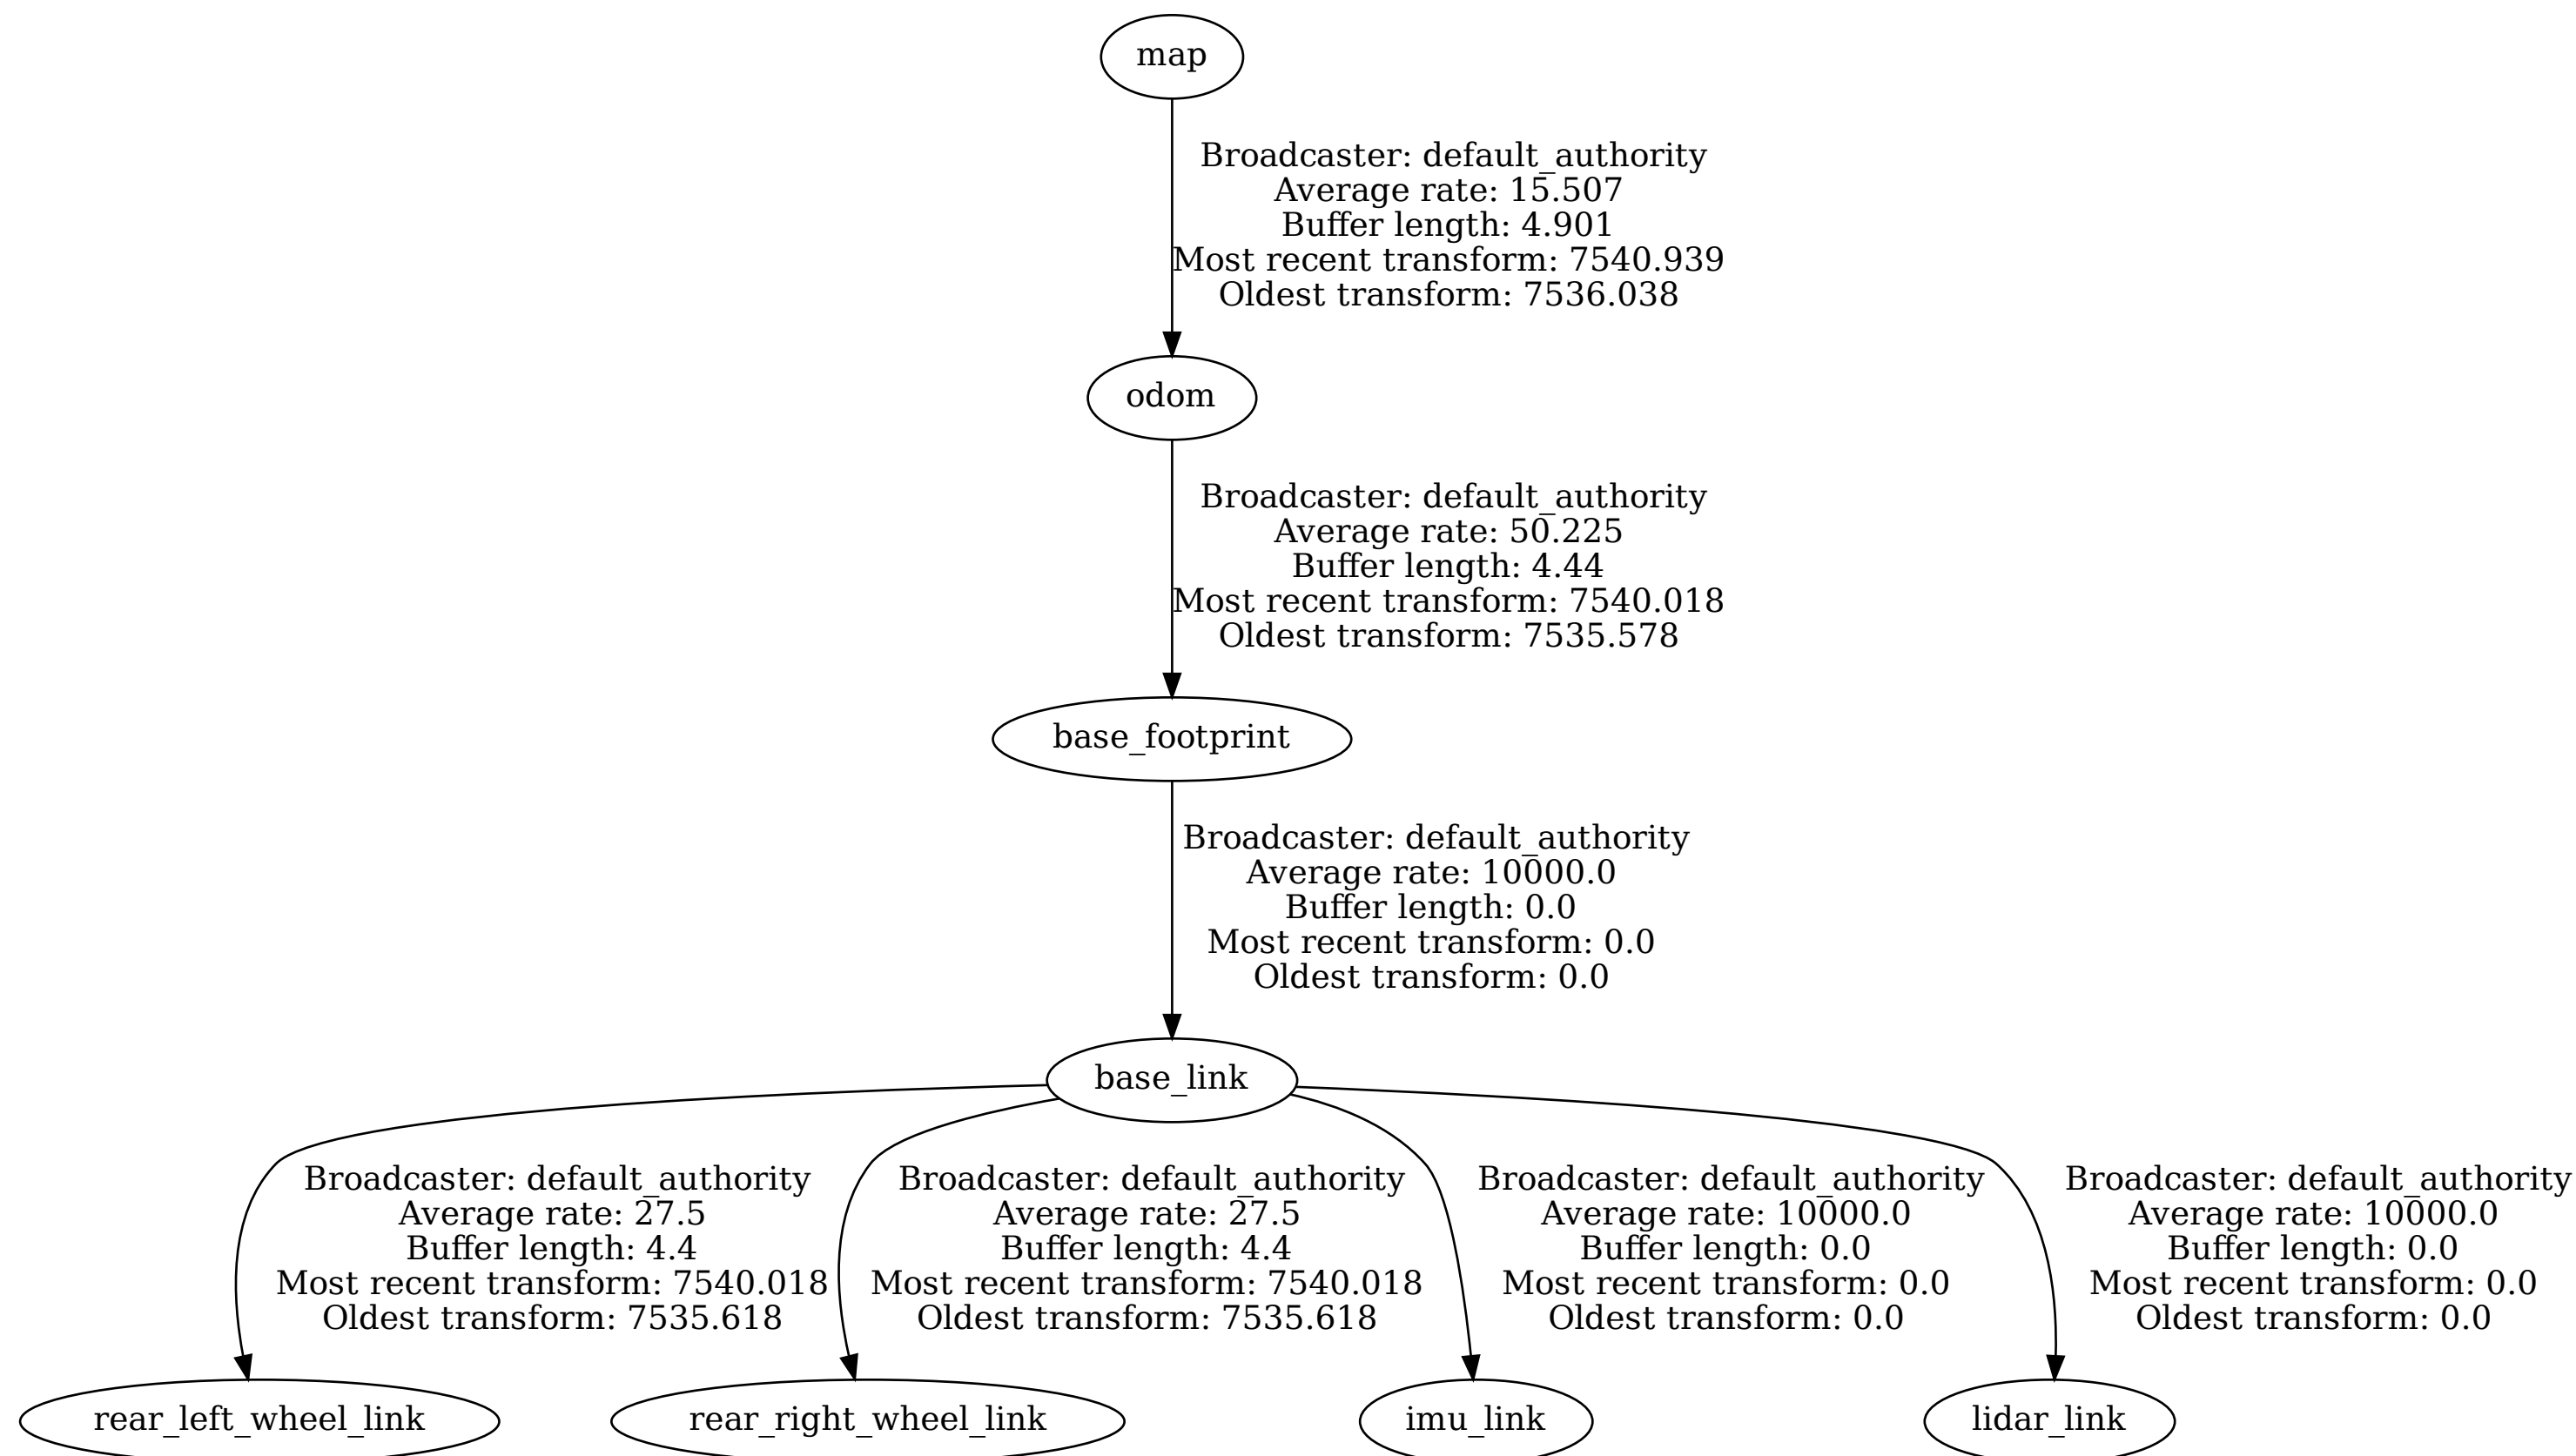 map
Broadcaster: default_authority
Average rate: 15.507
Buffer length: 4.901
Most recent transform: 7540.939
Oldest transform: 7536.038
odom
Broadcaster: default_authority
Average rate: 50.225
Buffer length: 4.44
Most recent transform: 7540.018
Oldest transform: 7535.578
base_footprint
Broadcaster: default_authority
Average rate: 10000.0
Buffer length: 0.0
Most recent transform: 0.0
Oldest transform: 0.0
base_link
Broadcaster: default_authority
Average rate: 27.5
Buffer length: 4.4
Most recent transform: 7540.018
Oldest transform: 7535.618
Broadcaster: default_authority
Average rate: 27.5
Buffer length: 4.4
Most recent transform: 7540.018
Oldest transform: 7535.618
Broadcaster: default_authority
Average rate: 10000.0
Buffer length: 0.0
Most recent transform: 0.0
Oldest transform: 0.0
Broadcaster: default_authority
Average rate: 10000.0
Buffer length: 0.0
Most recent transform: 0.0
Oldest transform: 0.0
rear_left_wheel_link
rear_right_wheel_link
imu_link
lidar_link